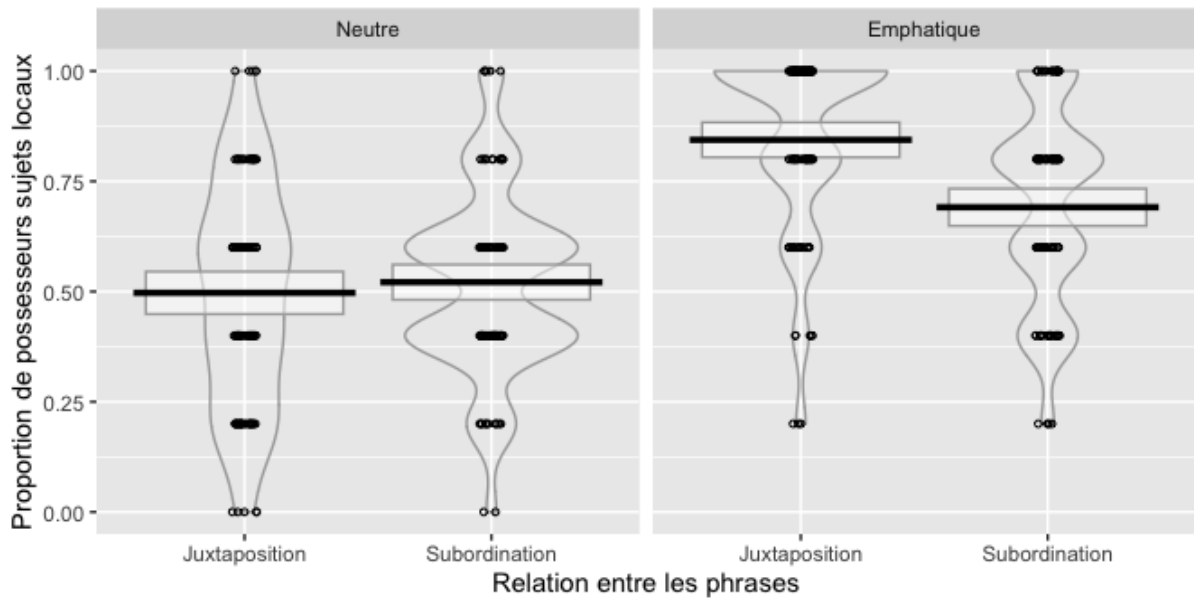 Neutre
Emphatique
Proportion de possesseurs sujets locaux
1.00
0.75
0.50
0.25
0.00
Juxtaposition
Subordination
Juxtaposition
Subordination
Relation entre les phrases